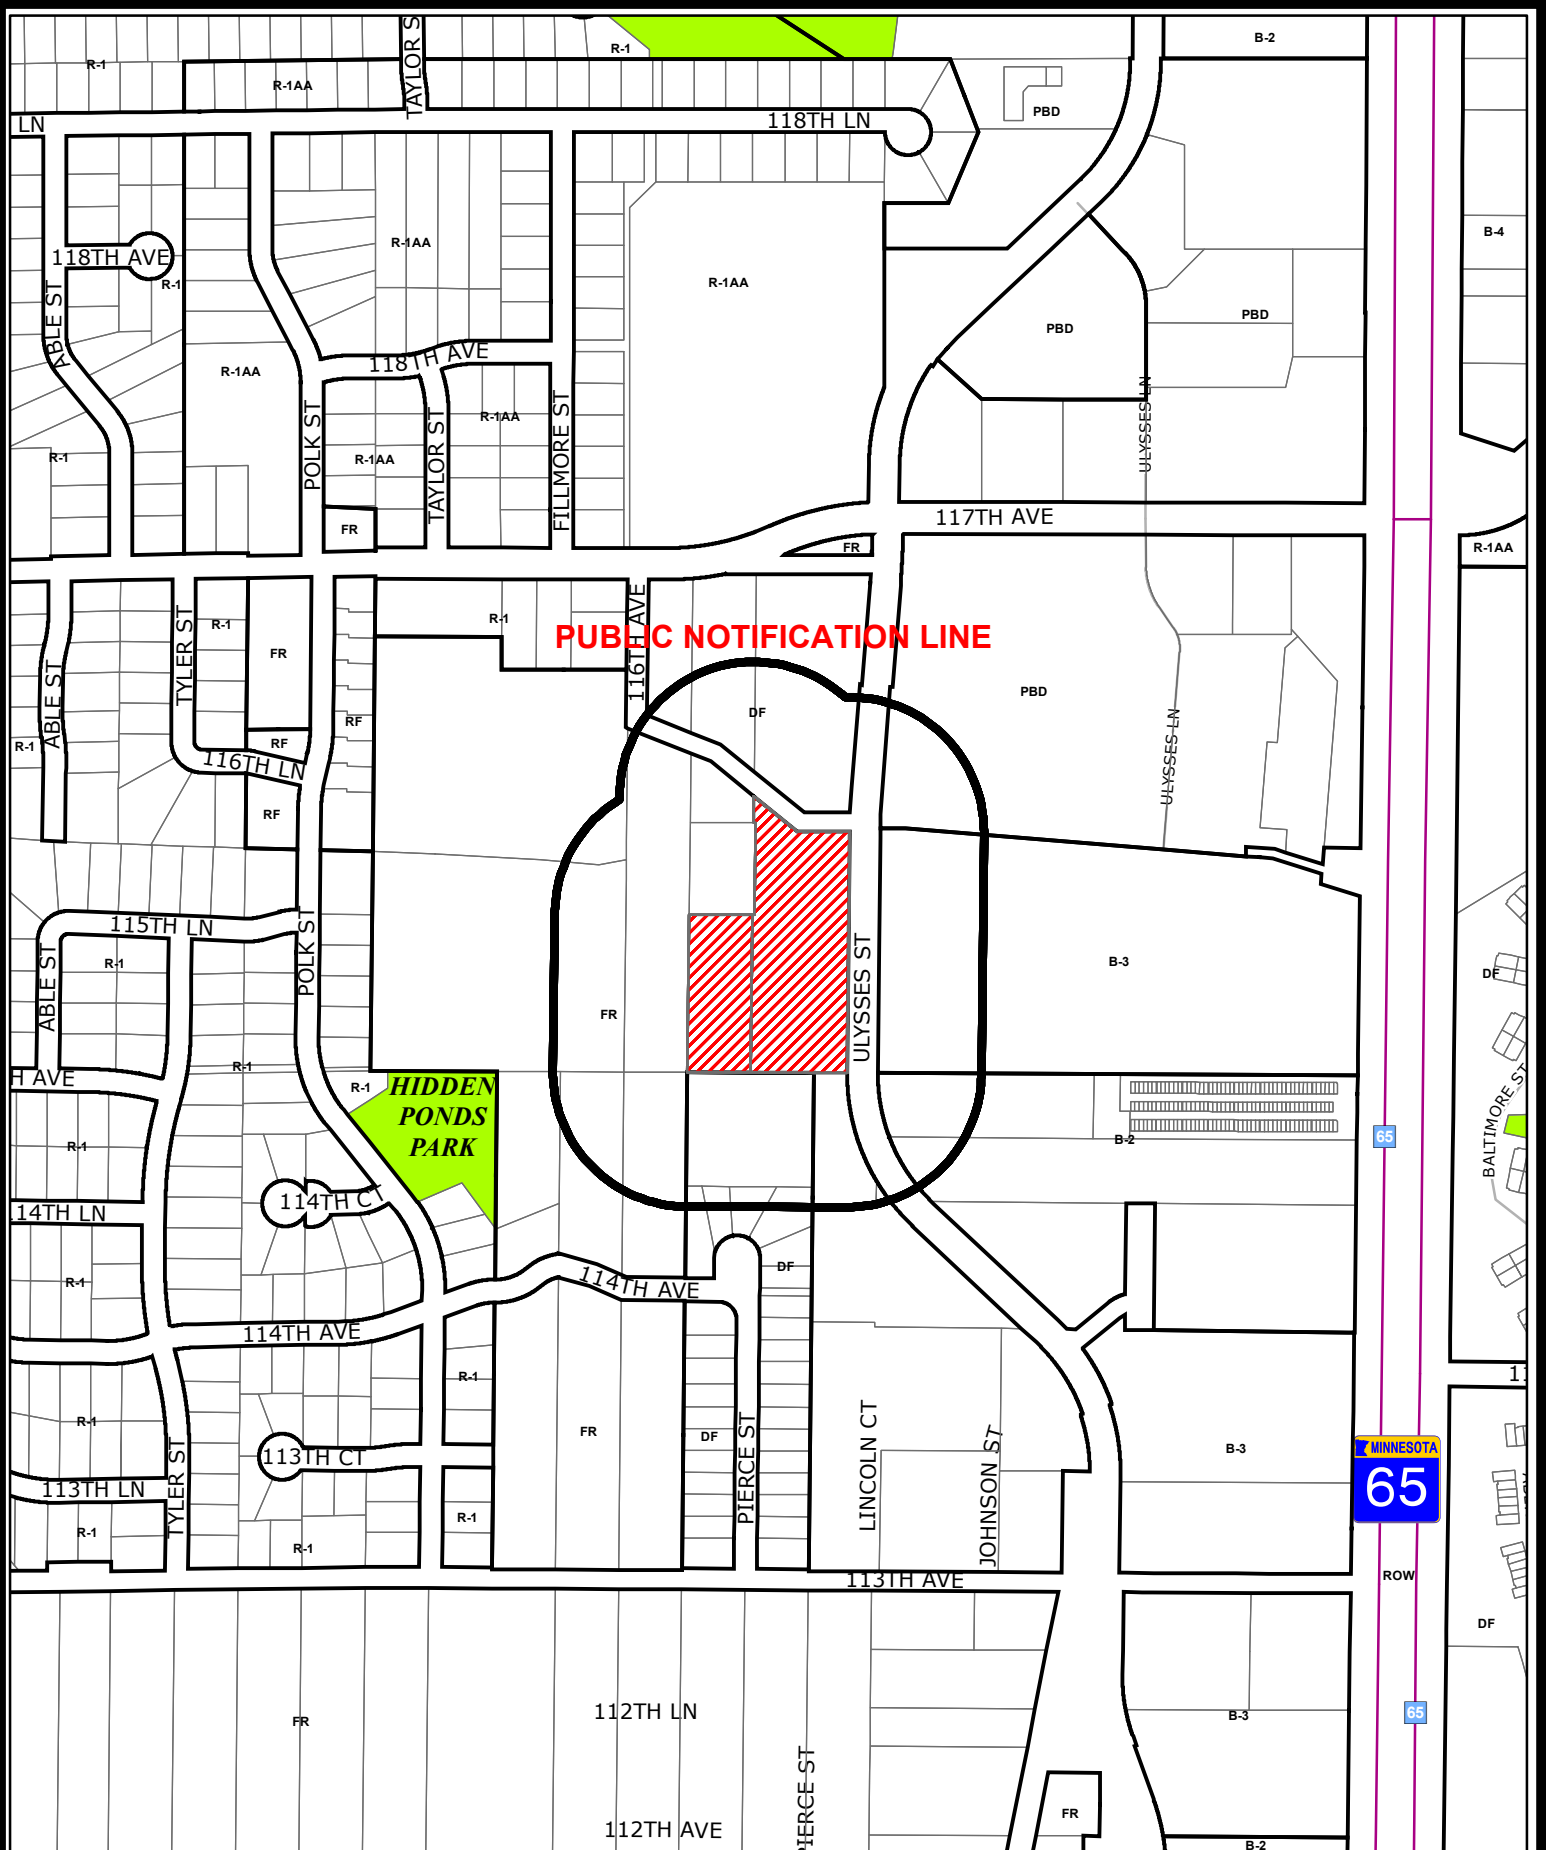 TAYLOR S
R-1
B-2
R-1
R-1AA
PBD
LN
118TH LN
B-4
118TH AVE
R-1AA
R-1
R-1AA
ABLE ST
PBD
PBD
118TH AVE
R-1AA
R-1AA
ULYSSES LN
POLK ST
TAYLOR ST
FILLMORE ST
R-1
R-1AA
117TH AVE
FR
FR
R-1AA
R-1
116TH AVE
TYLER ST
R-1
PUBLIC NOTIFICATION LINE
FR
ABLE ST
PBD
DF
RF
RF
R-1
ULYSSES LN
116TH LN
RF
115TH LN
POLK ST
ABLE ST
R-1
B-3
DF
ULYSSES ST
FR
R-1
H AVE
R-1
HIDDEN
PONDS
PARK
BALTIMORE ST
65
B-2
R-1
114TH CT
114TH LN
DF
R-1
114TH AVE
114TH AVE
R-1
11
LINCOLN CT
R-1
FR
DF
PIERCE ST
JOHNSON ST
B-3
MINNESOTA
65
113TH CT
TYLER ST
113TH LN
R-1
R-1
R-1
113TH AVE
ROW
DF
112TH LN
65
B-3
FR
PIERCE ST
FR
112TH AVE
B-2